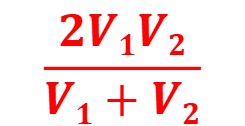 2V₁V₂
V₁ + V₂